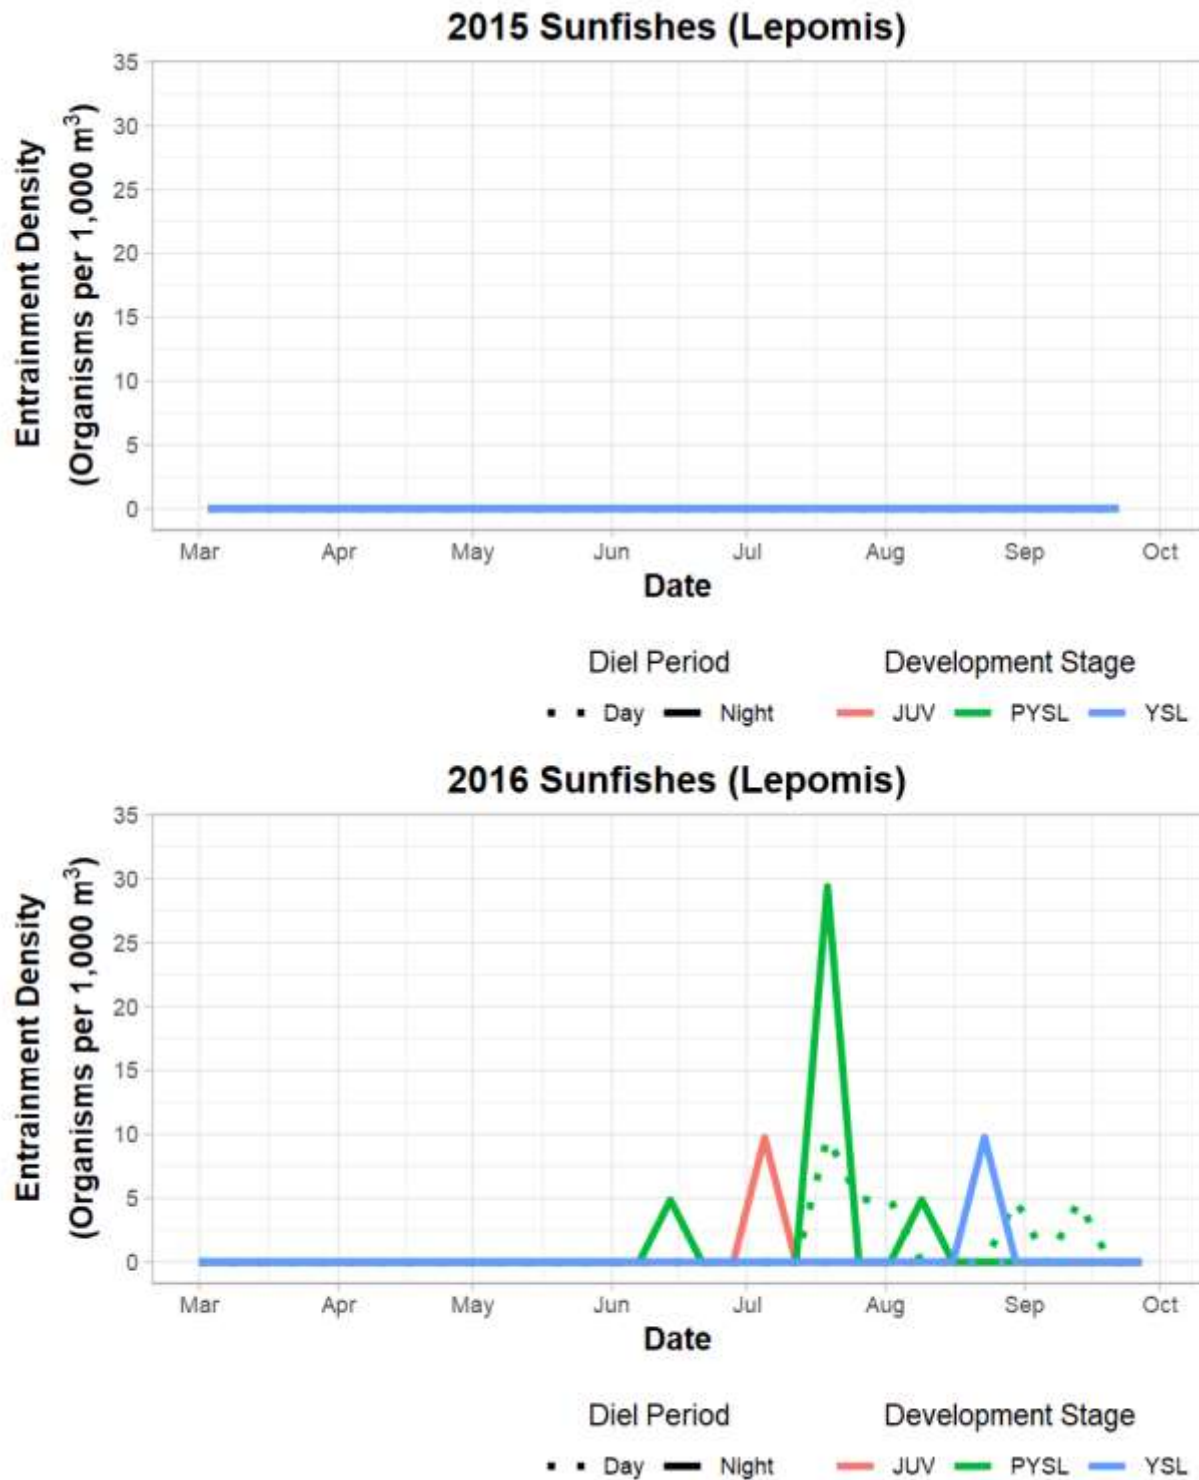 2015 Sunfishes (Lepomis)
Entrainment Density
(Organisms per 1,000 m³)
35
30
25
20
15
10
5
0
Mar Apr May Jun Jul Aug Sep Oct
Date
Diel Period Development Stage
Day Night JUV PYSL YSL
2016 Sunfishes (Lepomis)
Entrainment Density
(Organisms per 1,000 m³)
35
30
25
20
15
10
5
0
Mar Apr May Jun Jul Aug Sep Oct
Date
Diel Period Development Stage
Day Night JUV PYSL YSL